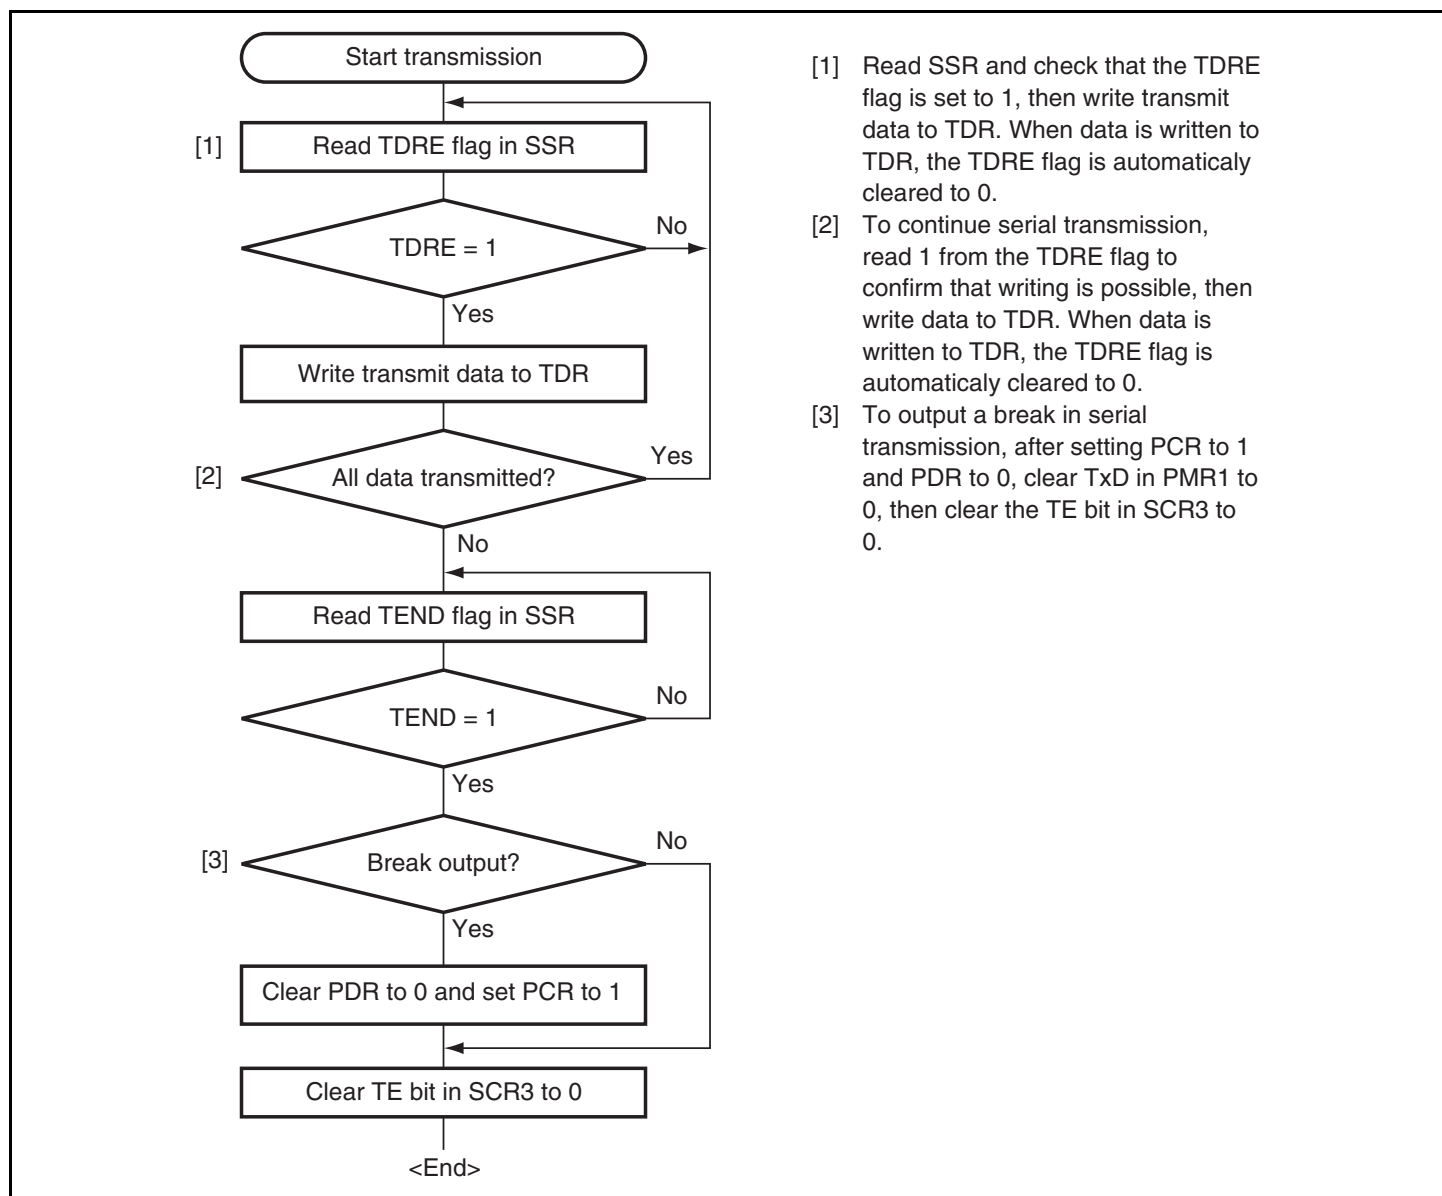 Start transmission
[1] Read TDRE flag in SSR
TDRE = 1
No
Yes
Write transmit data to TDR
[2] All data transmitted?
Yes
No
Read TEND flag in SSR
TEND = 1
No
Yes
[3] Break output?
No
Yes
Clear PDR to 0 and set PCR to 1
Clear TE bit in SCR3 to 0
<End>
[1] Read SSR and check that the TDRE
flag is set to 1, then write transmit
data to TDR. When data is written to
TDR, the TDRE flag is automaticaly
cleared to 0.
[2] To continue serial transmission,
read 1 from the TDRE flag to
confirm that writing is possible, then
write data to TDR. When data is
written to TDR, the TDRE flag is
automaticaly cleared to 0.
[3] To output a break in serial
transmission, after setting PCR to 1
and PDR to 0, clear TxD in PMR1 to
0, then clear the TE bit in SCR3 to
0.